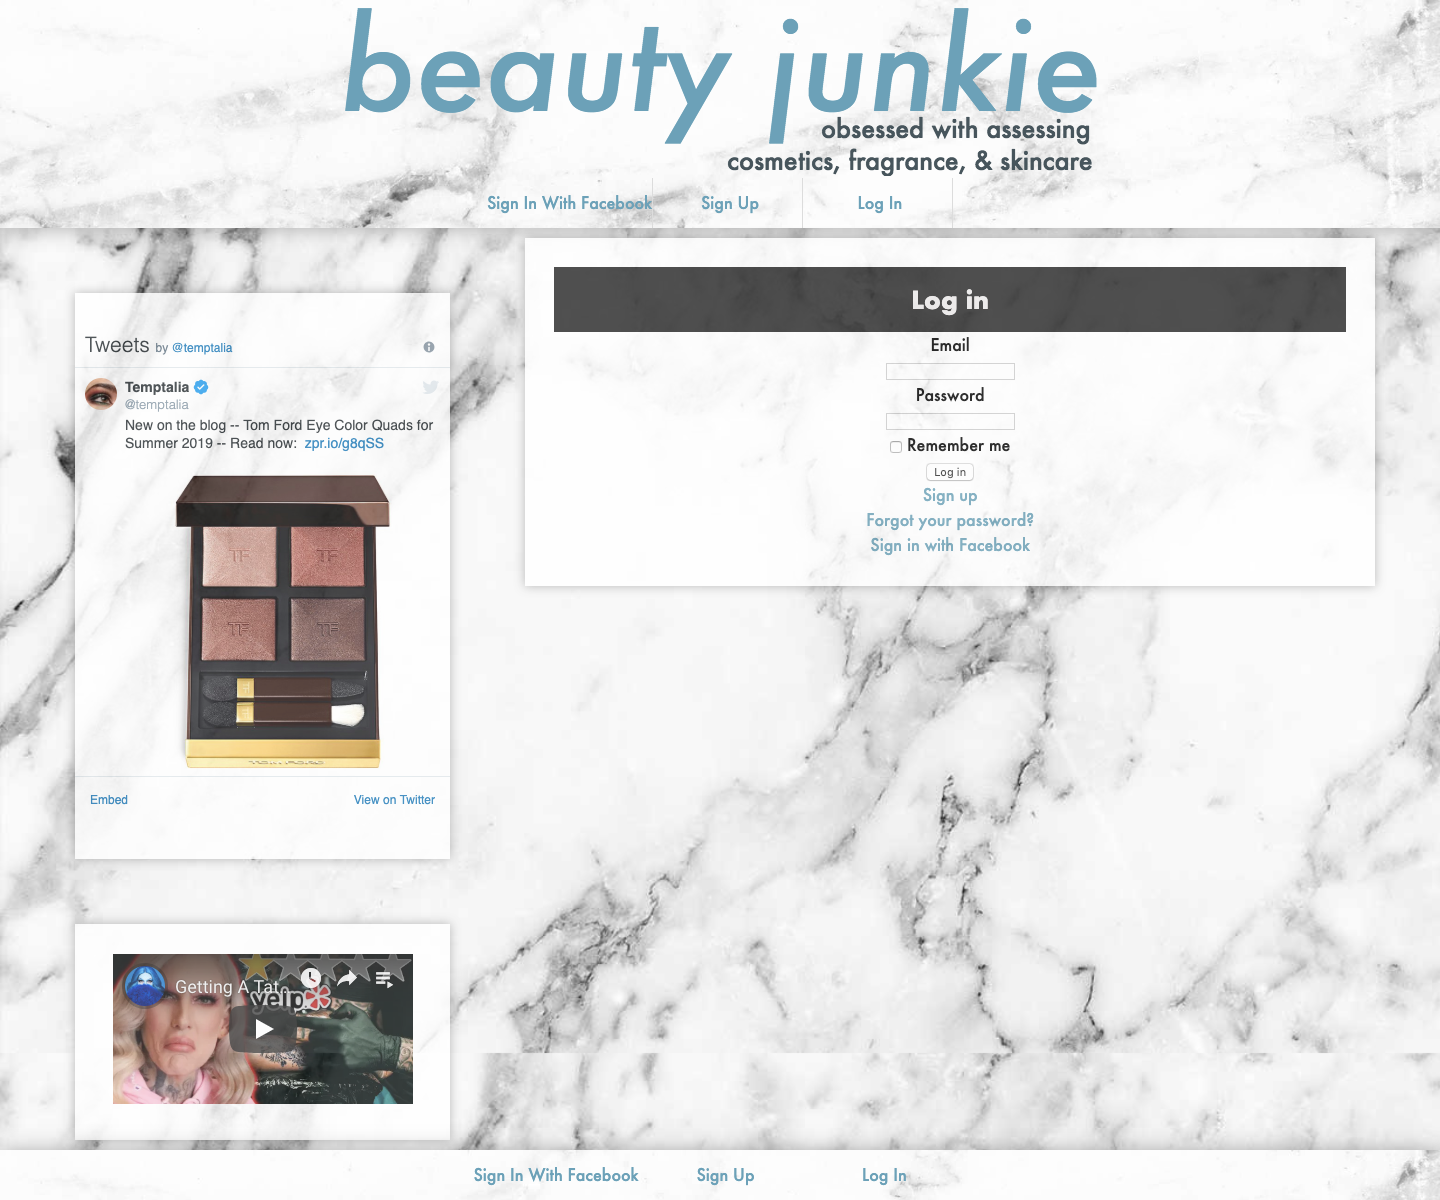 beauty junkie
obsessed with assessing
cosmetics, fragrance, & skincare
Sign In With Facebook
Sign Up
Log In
Tweets by @temptalia
Temptalia
@temptalia
New on the blog -- Tom Ford Eye Color Quads for
Summer 2019 -- Read now: zpr.io/g8qSS
TF TF
TF TF
Embed
View on Twitter
Getting A Tat
yelp
Log in
Email
Password
Remember me
Log in
Sign up
Forgot your password?
Sign in with Facebook
Sign In With Facebook
Sign Up
Log In